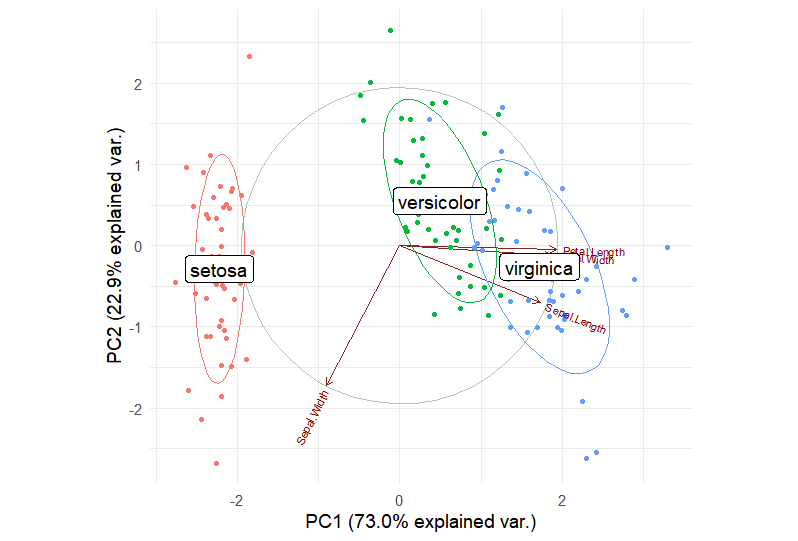 PC2 (22.9% explained var.)
2
1
0
-1
-2
versicolor
setosa
Petal.Length
virginica
Sepal.Length
Sepal.Width
-2
0
2
PC1 (73.0% explained var.)